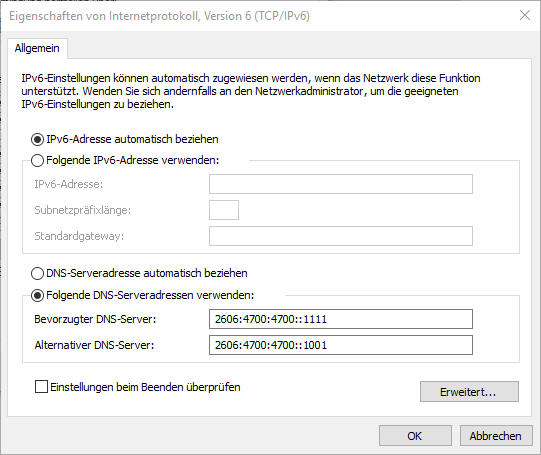 Eigenschaften von Internetprotokoll, Version 6 (TCP/IPv6)
Allgemein
IPv6-Einstellungen können automatisch zugewiesen werden, wenn das Netzwerk diese Funktion
unterstützt. Wenden Sie sich andernfalls an den Netzwerkadministrator, um die geeigneten
IPv6-Einstellungen zu beziehen.
IPv6-Adresse automatisch beziehen
Folgende IPv6-Adresse verwenden:
IPv6-Adresse:
Subnetzpräfixlänge:
Standardgateway:
DNS-Serveradresse automatisch beziehen
Folgende DNS-Serveradressen verwenden:
Bevorzugter DNS-Server: 2606:4700:4700::1111
Alternativer DNS-Server: 2606:4700:4700::1001
Einstellungen beim Beenden überprüfen
Erweitert...
OK Abbrechen